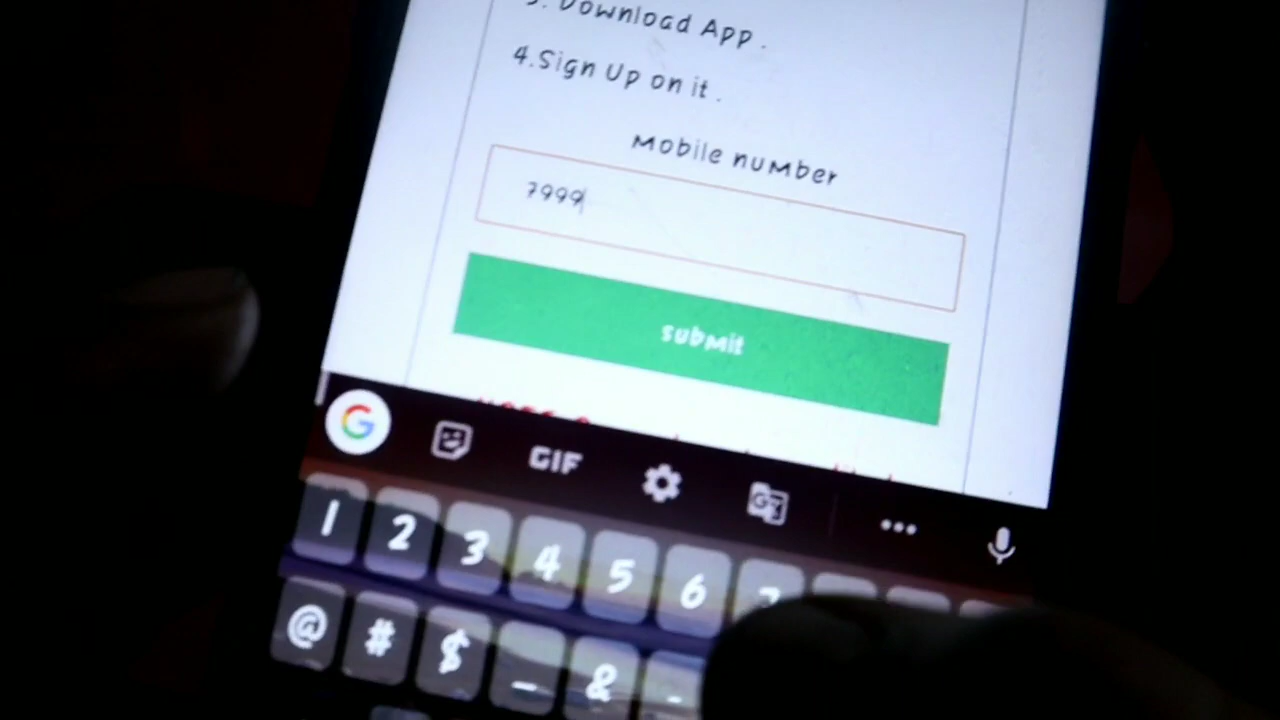 3. Download App .
4.Sign Up on it .
Mobile number
7999
submit
GIF
1 2 3 4 5 6 7
@ # $ _ & -